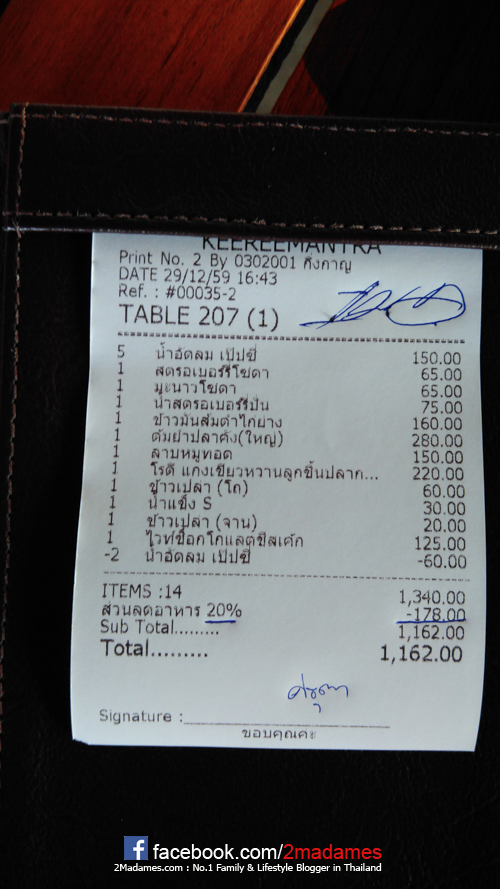 KEEREEMANTRA
Print No. 2 By 0302001 กิ่งกาญ
DATE 29/12/59 16:43
Ref. : #00035-2
TABLE 207 (1)
5 น้ำอัดลม เป๊ปซี่ 150.00
1 สตรอเบอร์รี่โซดา 65.00
1 มะนาวโซดา 65.00
1 น้ำสตรอเบอร์รี่ปั่น 75.00
1 ข้าวมันส้มตำไก่ย่าง 160.00
1 ต้มยำปลาคัง(ใหญ่) 280.00
1 ลาบหมูทอด 150.00
1 โรตี แกงเขียวหวานลูกชิ้นปลาก... 220.00
1 ข้าวเปล่า (โถ) 60.00
1 น้ำแข็ง S 30.00
1 ข้าวเปล่า (จาน) 20.00
1 ไวท์ช็อกโกแลตชีสเค้ก 125.00
-2 น้ำอัดลม เป๊ปซี่ -60.00
ITEMS :14 1,340.00
ส่วนลดอาหาร 20% -178.00
Sub Total......... 1,162.00
Total......... 1,162.00
Signature :
ขอบคุณค่ะ
facebook.com/2madames
2Madames.com : No.1 Family & Lifestyle Blogger in Thailand